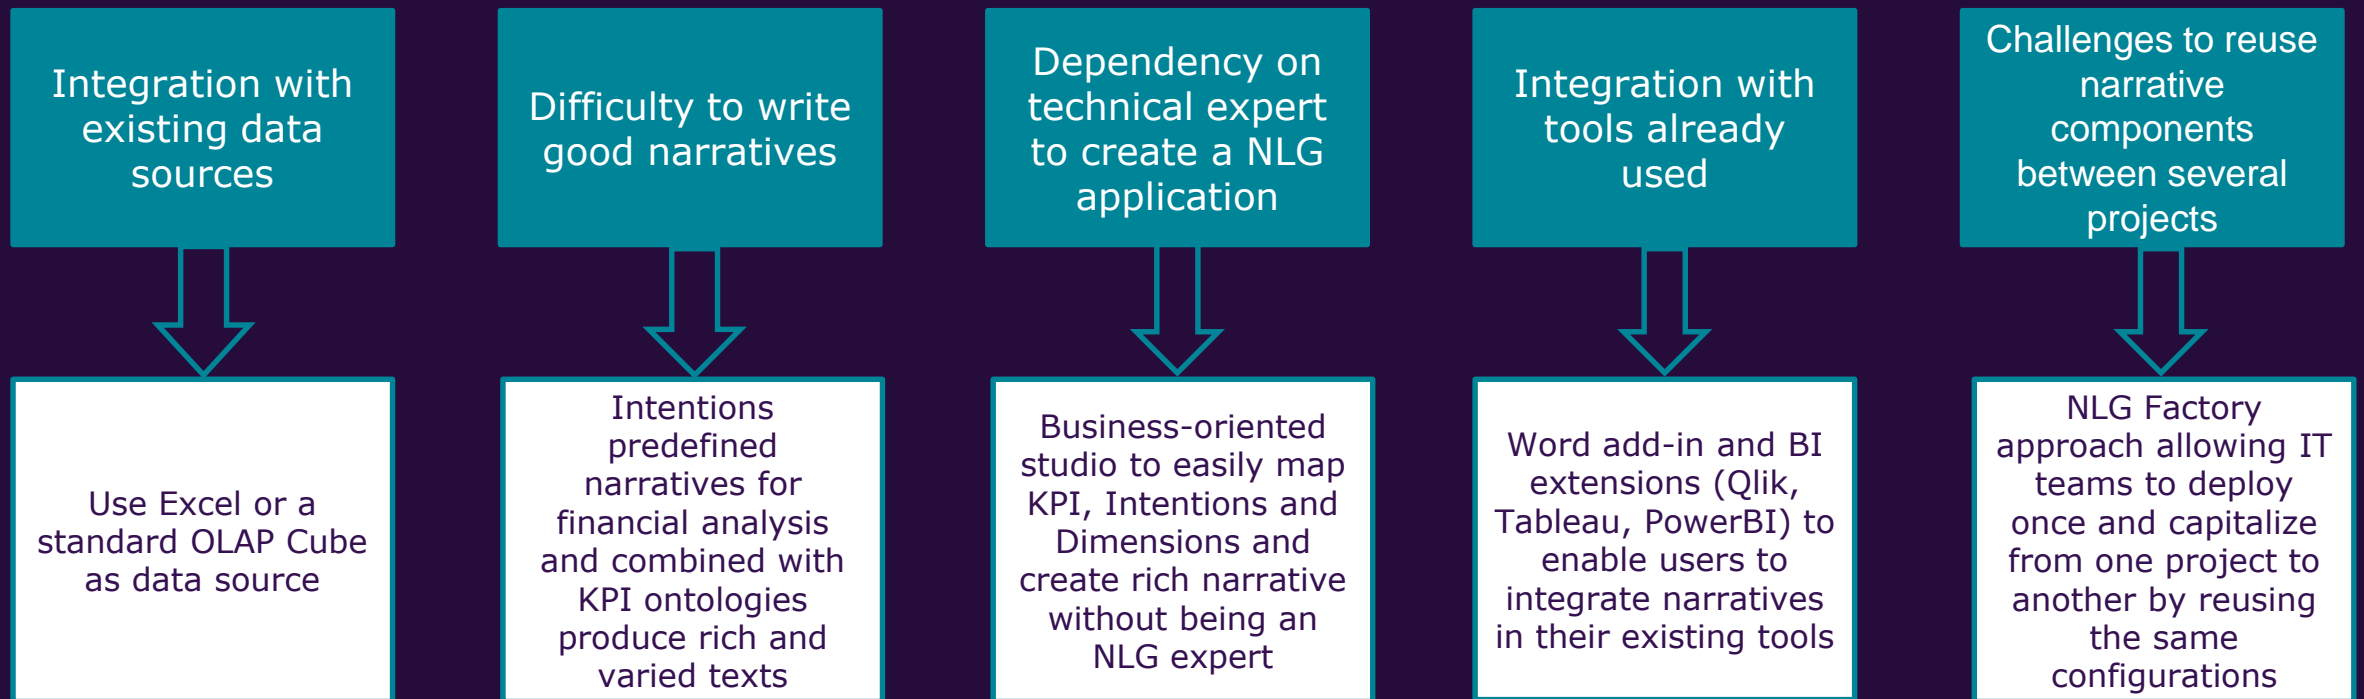 Integration with
existing data
sources
Difficulty to write
good narratives
Dependency on
technical expert
to create a NLG
application
Integration with
tools already
used
Challenges to reuse
narrative
components
between several
projects
Use Excel or a
standard OLAP Cube
as data source
Intentions
predefined
narratives for
financial analysis
and combined with
KPI ontologies
produce rich and
varied texts
Business-oriented
studio to easily map
KPI, Intentions and
Dimensions and
create rich narrative
without being an
NLG expert
Word add-in and BI
extensions (Qlik,
Tableau, PowerBI) to
enable users to
integrate narratives
in their existing tools
NLG Factory
approach allowing IT
teams to deploy
once and capitalize
from one project to
another by reusing
the same
configurations